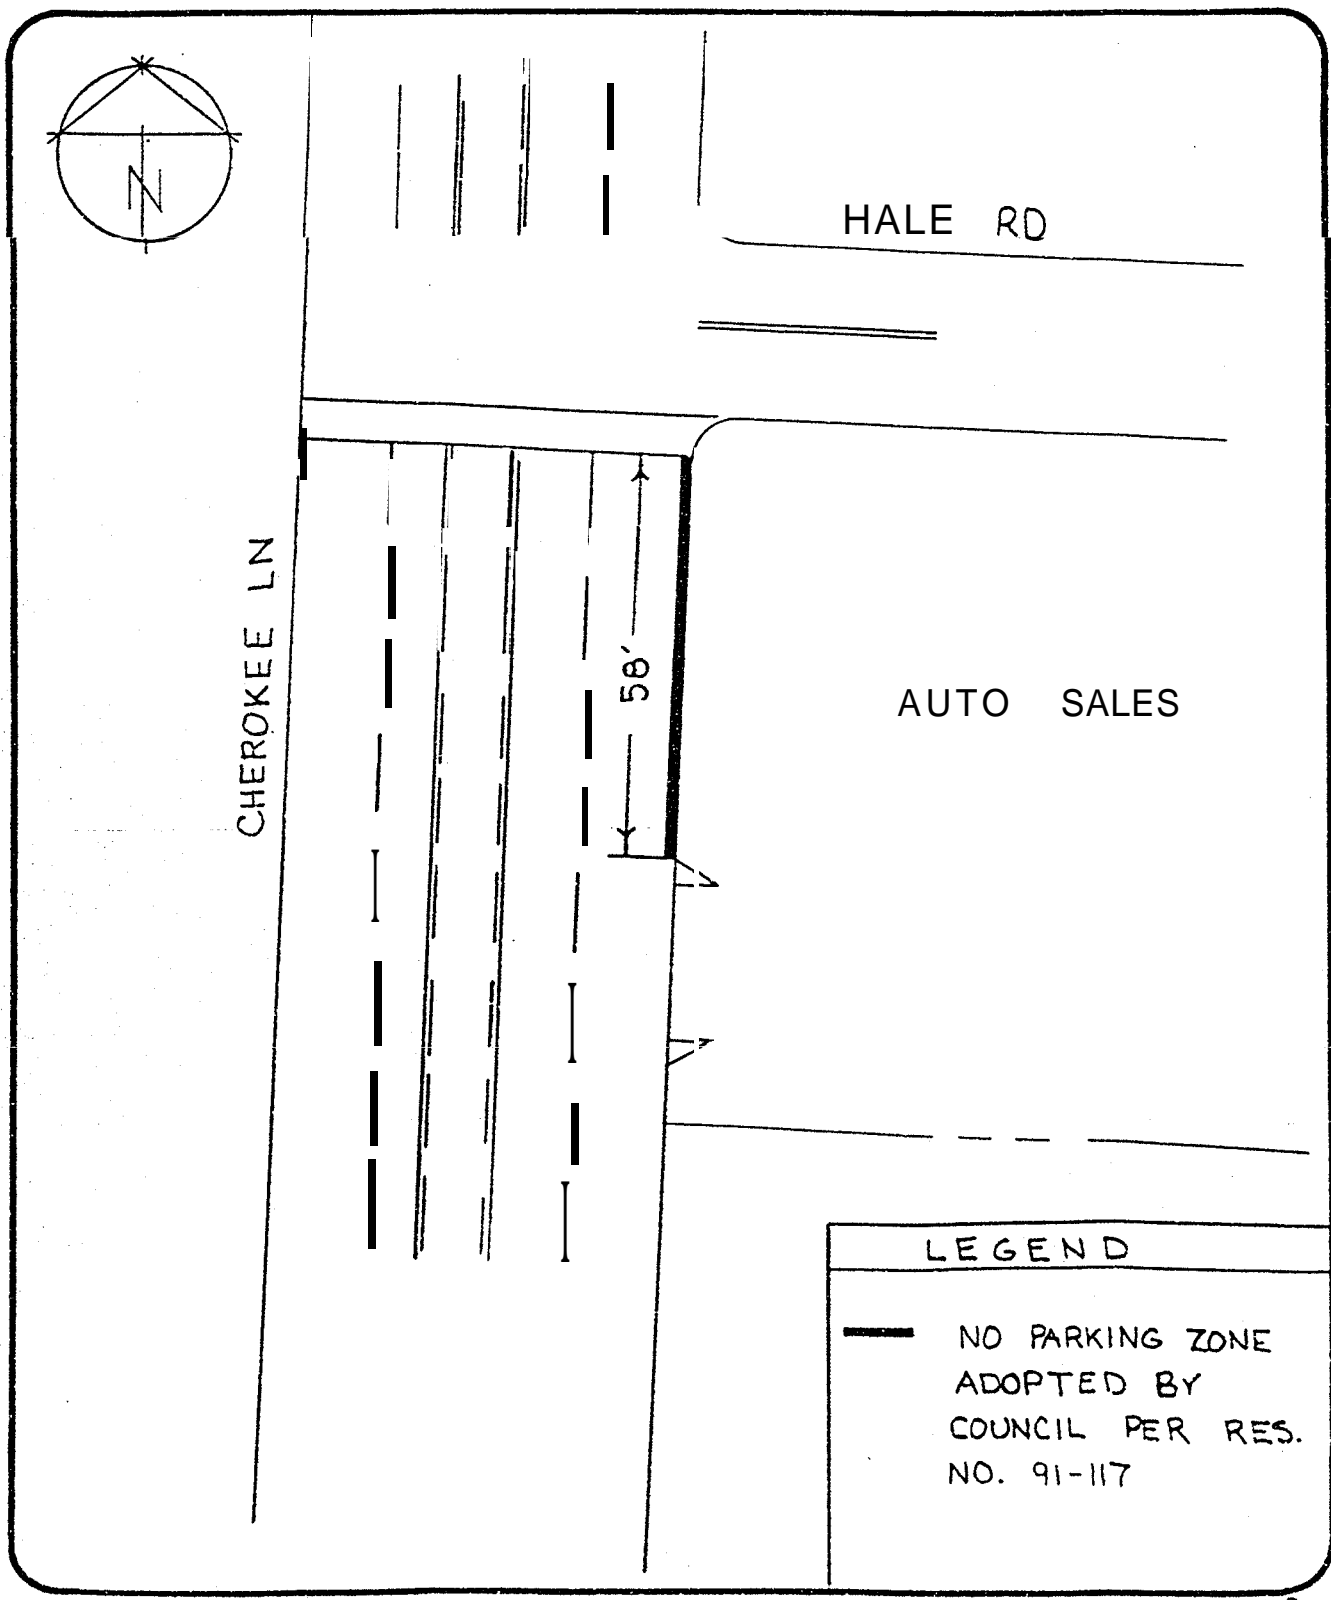 N
HALE RD
CHEROKEE LN
58'
AUTO SALES
LEGEND
NO PARKING ZONE
ADOPTED BY
COUNCIL PER RES.
NO. 91-117